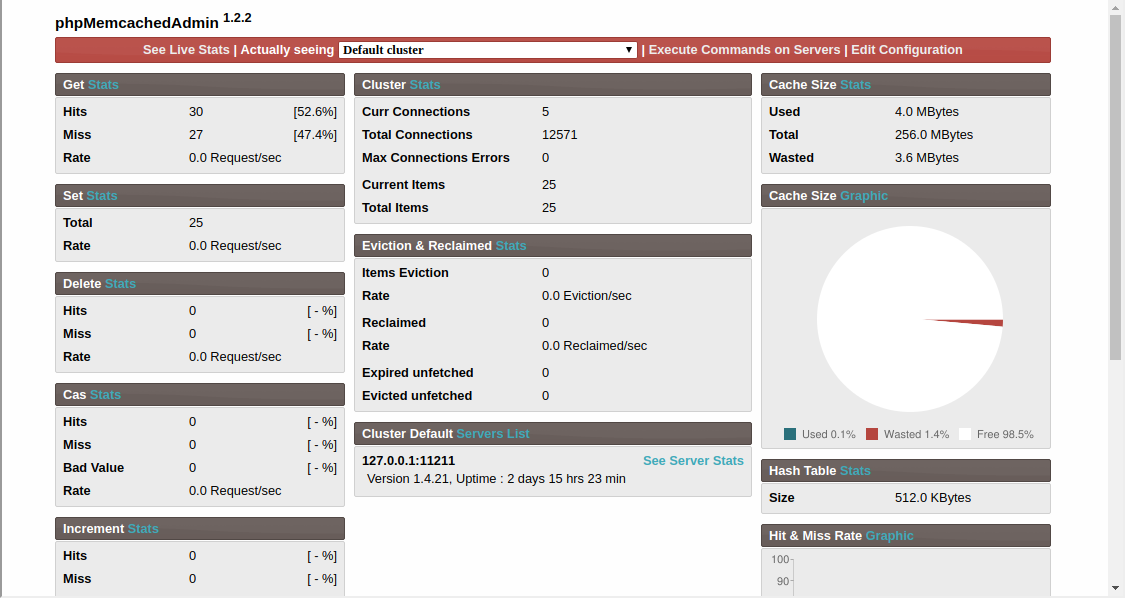 phpMemcachedAdmin 1.2.2
See Live Stats | Actually seeing Default cluster | Execute Commands on Servers | Edit Configuration
Get Stats
Hits 30 [52.6%]
Miss 27 [47.4%]
Rate 0.0 Request/sec
Set Stats
Total 25
Rate 0.0 Request/sec
Delete Stats
Hits 0 [ - %]
Miss 0 [ - %]
Rate 0.0 Request/sec
Cas Stats
Hits 0 [ - %]
Miss 0 [ - %]
Bad Value 0 [ - %]
Rate 0.0 Request/sec
Increment Stats
Hits 0 [ - %]
Miss 0 [ - %]
Cluster Stats
Curr Connections 5
Total Connections 12571
Max Connections Errors 0
Current Items 25
Total Items 25
Eviction & Reclaimed Stats
Items Eviction 0
Rate 0.0 Eviction/sec
Reclaimed 0
Rate 0.0 Reclaimed/sec
Expired unfetched 0
Evicted unfetched 0
Cluster Default Servers List
127.0.0.1:11211 See Server Stats
Version 1.4.21, Uptime : 2 days 15 hrs 23 min
Cache Size Stats
Used 4.0 MBytes
Total 256.0 MBytes
Wasted 3.6 MBytes
Cache Size Graphic
Used 0.1% Wasted 1.4% Free 98.5%
Hash Table Stats
Size 512.0 KBytes
Hit & Miss Rate Graphic
100
90